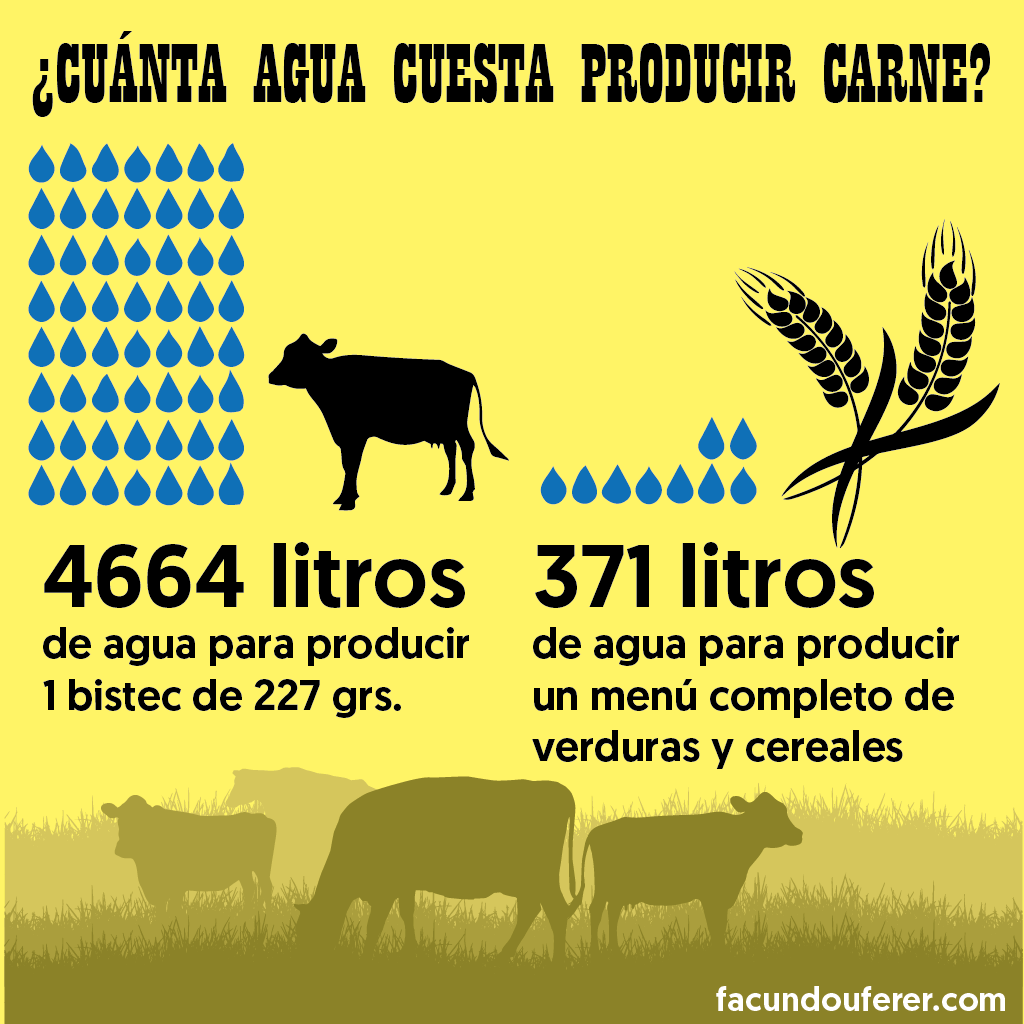 ¿CUÁNTA AGUA CUESTA PRODUCIR CARNE?
4664 litros
de agua para producir
1 bistec de 227 grs.
371 litros
de agua para producir
un menú completo de
verduras y cereales
facundouferer.com